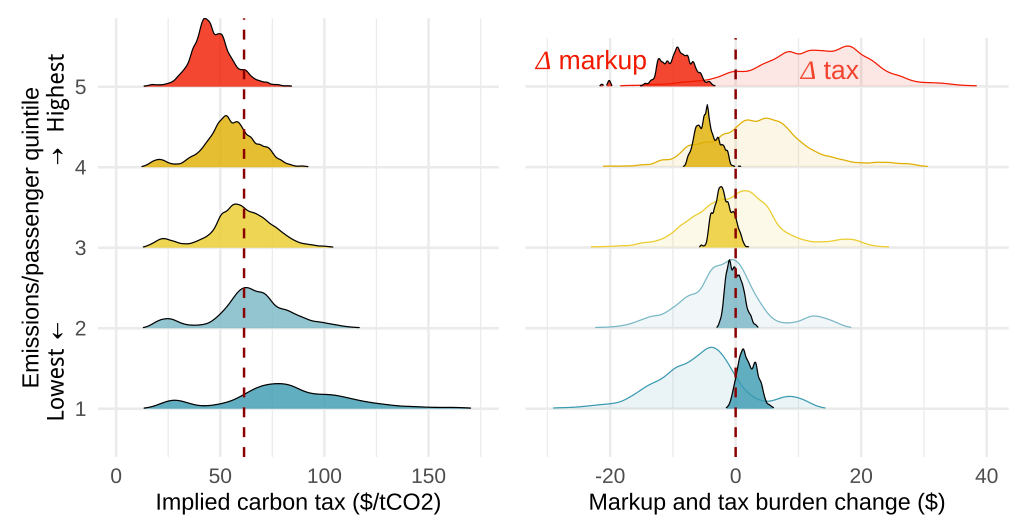 Emissions/passenger quintile
Lowest ← → Highest
5
4
3
2
1
0 50 100 150
Implied carbon tax ($/tCO2)
Δ markup
Δ tax
-20 0 20 40
Markup and tax burden change ($)